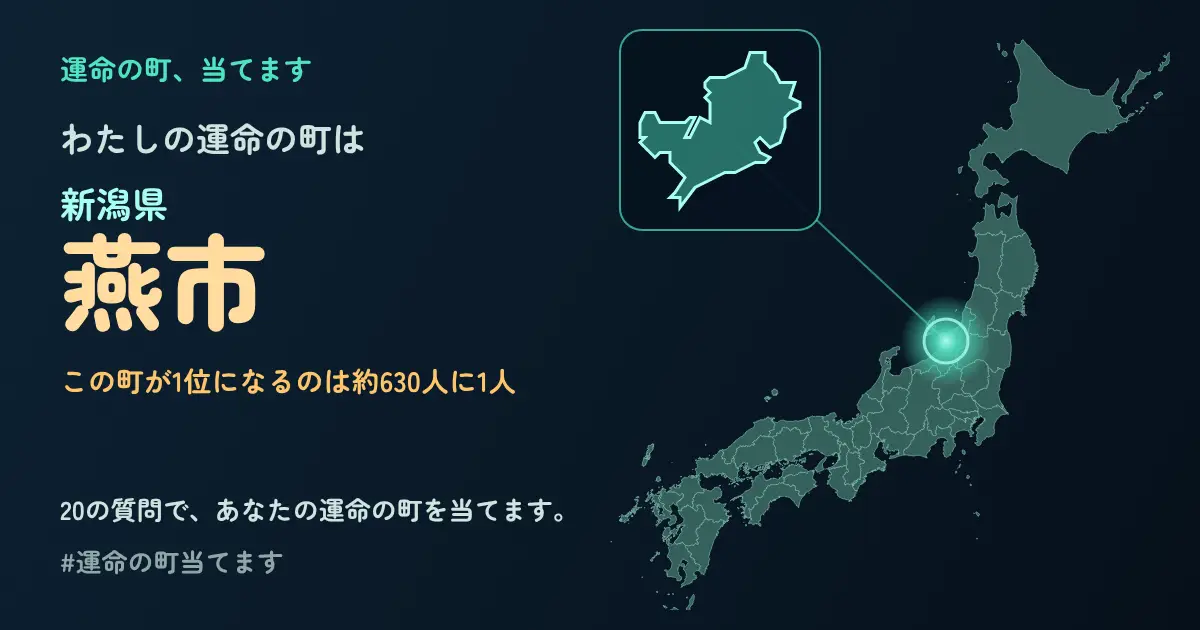 運命の町、当てます
わたしの運命の町は
新潟県
燕市
この町が1位になるのは約630人に1人
20の質問で、あなたの運命の町を当てます。
#運命の町当てます